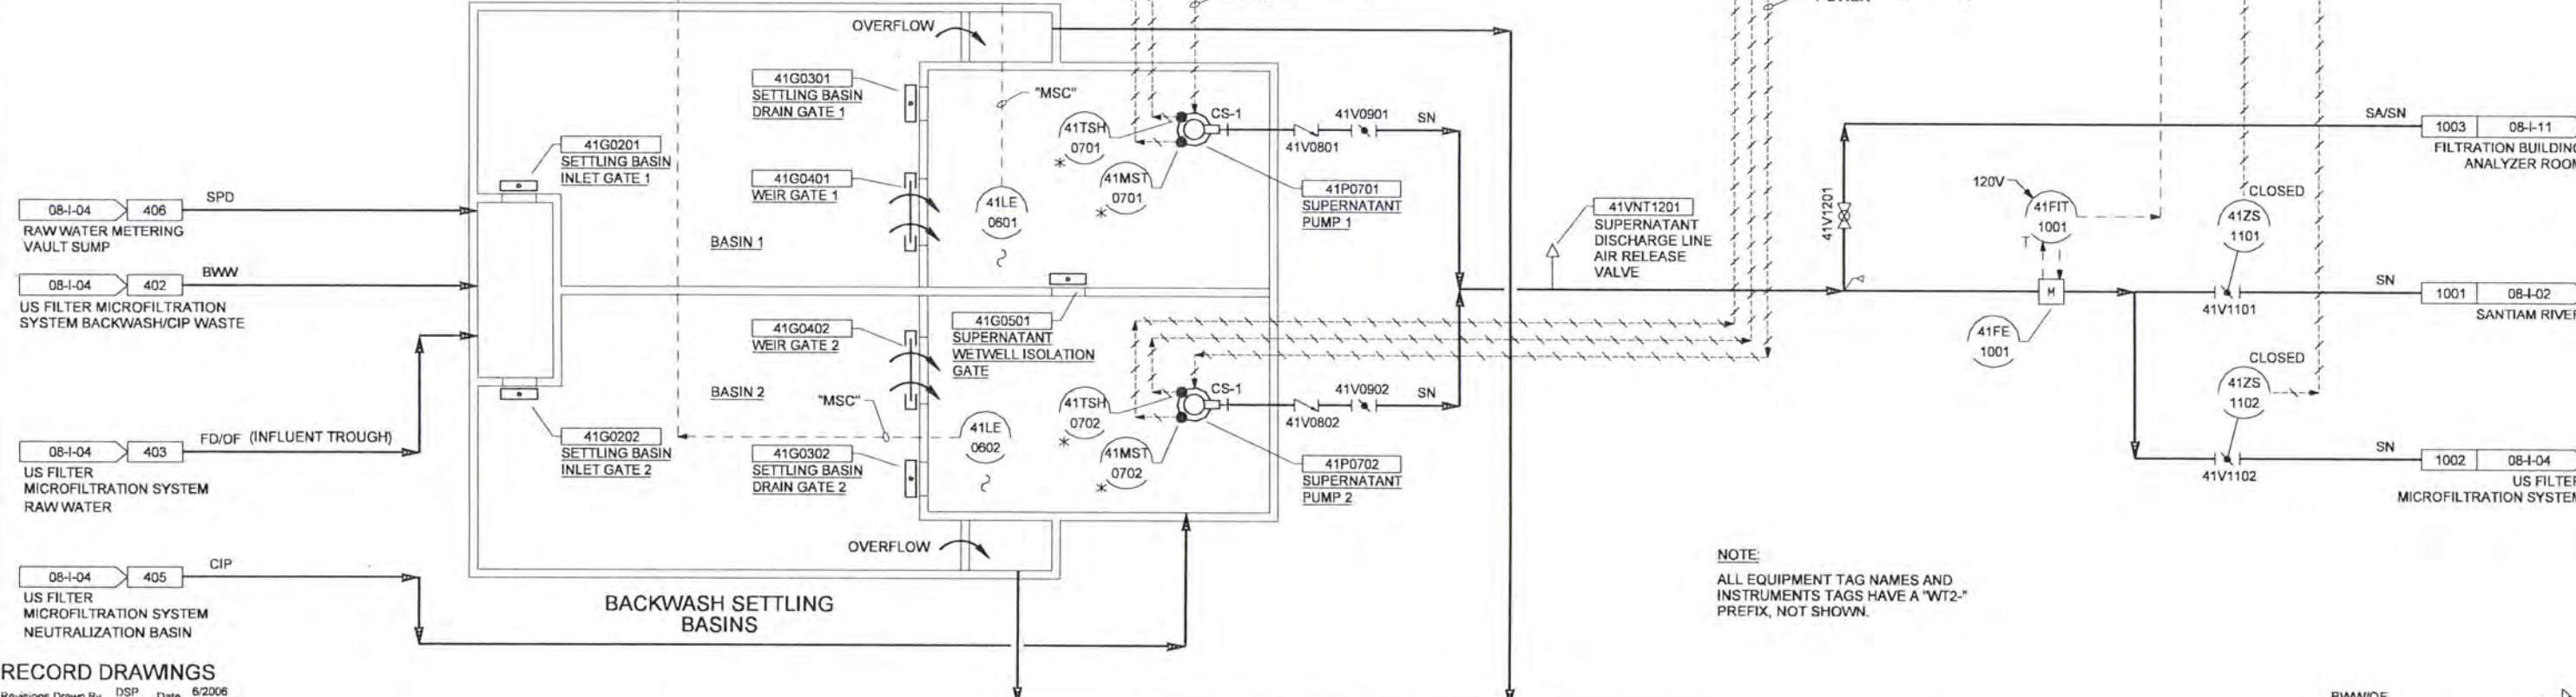 OVERFLOW
41G0301
SETTLING BASIN
DRAIN GATE 1
"MSC"
41G0201
SETTLING BASIN
INLET GATE 1
41G0401
WEIR GATE 1
41LE
0601
41TSH
0701
*
41MST
0701
*
CS-1
41V0801
41V0901
SN
41P0701
SUPERNATANT
PUMP 1
08-I-04
406
SPD
RAW WATER METERING
VAULT SUMP
BASIN 1
08-I-04
402
BWW
US FILTER MICROFILTRATION
SYSTEM BACKWASH/CIP WASTE
41VNT1201
SUPERNATANT
DISCHARGE LINE
AIR RELEASE
VALVE
41V1201
SA/SN
1003
08-I-11
FILTRATION BUILDING
ANALYZER ROOM
120V
41FIT
1001
T
M
41FE
1001
CLOSED
41ZS
1101
41V1101
SN
1001
08-I-02
SANTIAM RIVER
41G0402
WEIR GATE 2
41G0501
SUPERNATANT
WETWELL ISOLATION
GATE
BASIN 2
"MSC"
41G0202
SETTLING BASIN
INLET GATE 2
41G0302
SETTLING BASIN
DRAIN GATE 2
41LE
0602
41TSH
0702
*
41MST
0702
*
CS-1
41V0802
41V0902
SN
41P0702
SUPERNATANT
PUMP 2
CLOSED
41ZS
1102
41V1102
SN
1002
08-I-04
US FILTER
MICROFILTRATION SYSTEM
08-I-04
403
FD/OF (INFLUENT TROUGH)
US FILTER
MICROFILTRATION SYSTEM
RAW WATER
OVERFLOW
08-I-04
405
CIP
US FILTER
MICROFILTRATION SYSTEM
NEUTRALIZATION BASIN
BACKWASH SETTLING
BASINS
NOTE:
ALL EQUIPMENT TAG NAMES AND
INSTRUMENTS TAGS HAVE A "WT2-"
PREFIX, NOT SHOWN.
RECORD DRAWINGS
Revisions Drawn By DSP Date 6/2006
BWW/OF